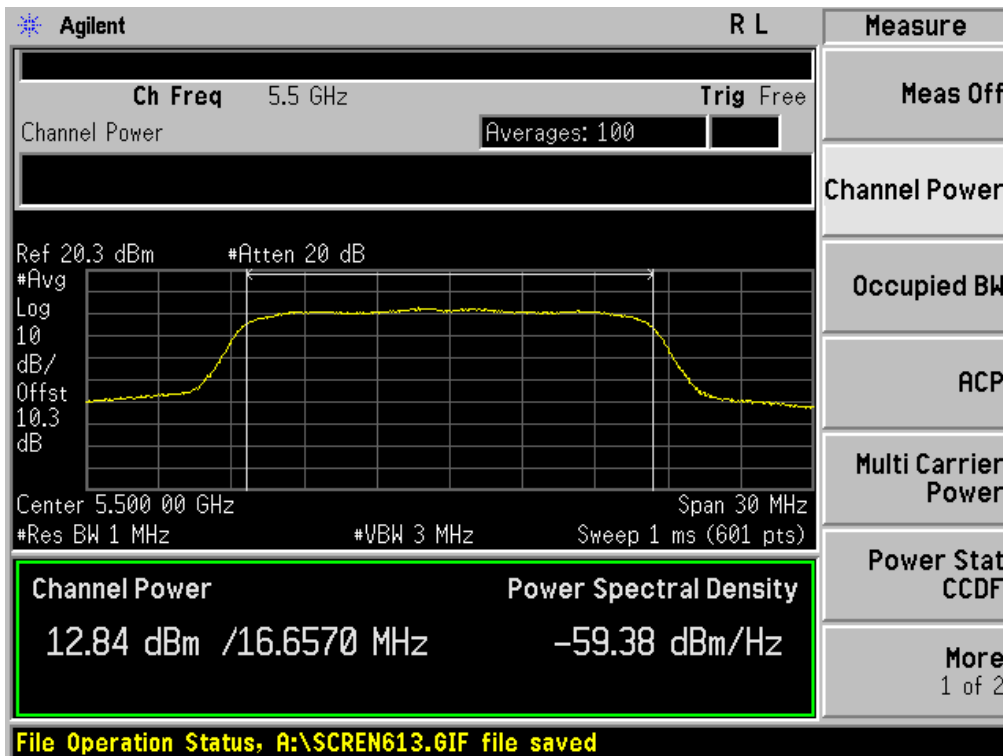 Agilent R L Measure
Ch Freq 5.5 GHz Trig Free
Channel Power Averages: 100
Meas Off
Channel Power
Occupied BW
ACP
Multi Carrier
Power
Power Stat
CCDF
More
1 of 2
Ref 20.3 dBm #Atten 20 dB
#Avg
Log
10
dB/
Offst
10.3
dB
Center 5.500 00 GHz Span 30 MHz
#Res BW 1 MHz #VBW 3 MHz Sweep 1 ms (601 pts)
Channel Power Power Spectral Density
12.84 dBm /16.6570 MHz -59.38 dBm/Hz
File Operation Status, A:\SCREN613.GIF file saved